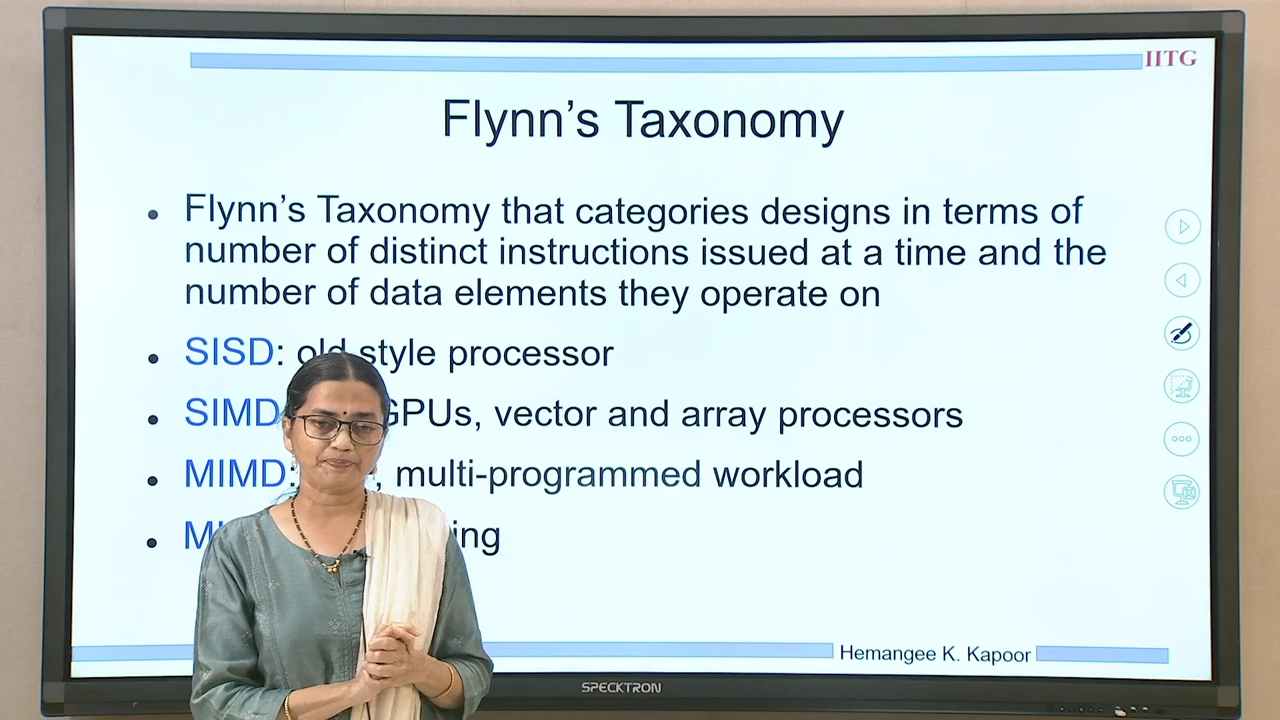 IITG
Flynn's Taxonomy
• Flynn's Taxonomy that categories designs in terms of
number of distinct instructions issued at a time and the
number of data elements they operate on
• SISD: old style processor
• SIMD GPUs, vector and array processors
• MIMD: , multi-programmed workload
•
Hemangee K. Kapoor
SPECKTRON